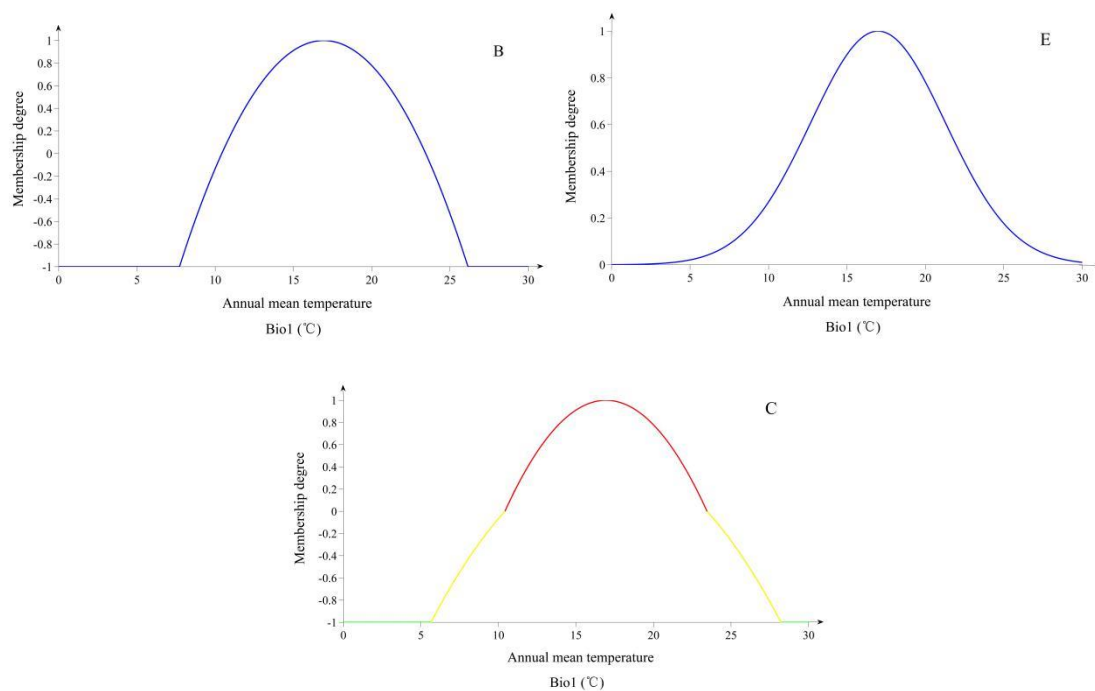 B
1
0.8
0.6
0.4
0.2
0
-0.2
-0.4
-0.6
-0.8
-1
Membership degree
0 5 10 15 20 25 30
Annual mean temperature
Bio1 (℃)
E
1
0.8
0.6
0.4
0.2
0
Membership degree
0 5 10 15 20 25 30
Annual mean temperature
Bio1 (℃)
C
1
0.8
0.6
0.4
0.2
0
-0.2
-0.4
-0.6
-0.8
-1
Membership degree
0 5 10 15 20 25 30
Annual mean temperature
Bio1 (℃)